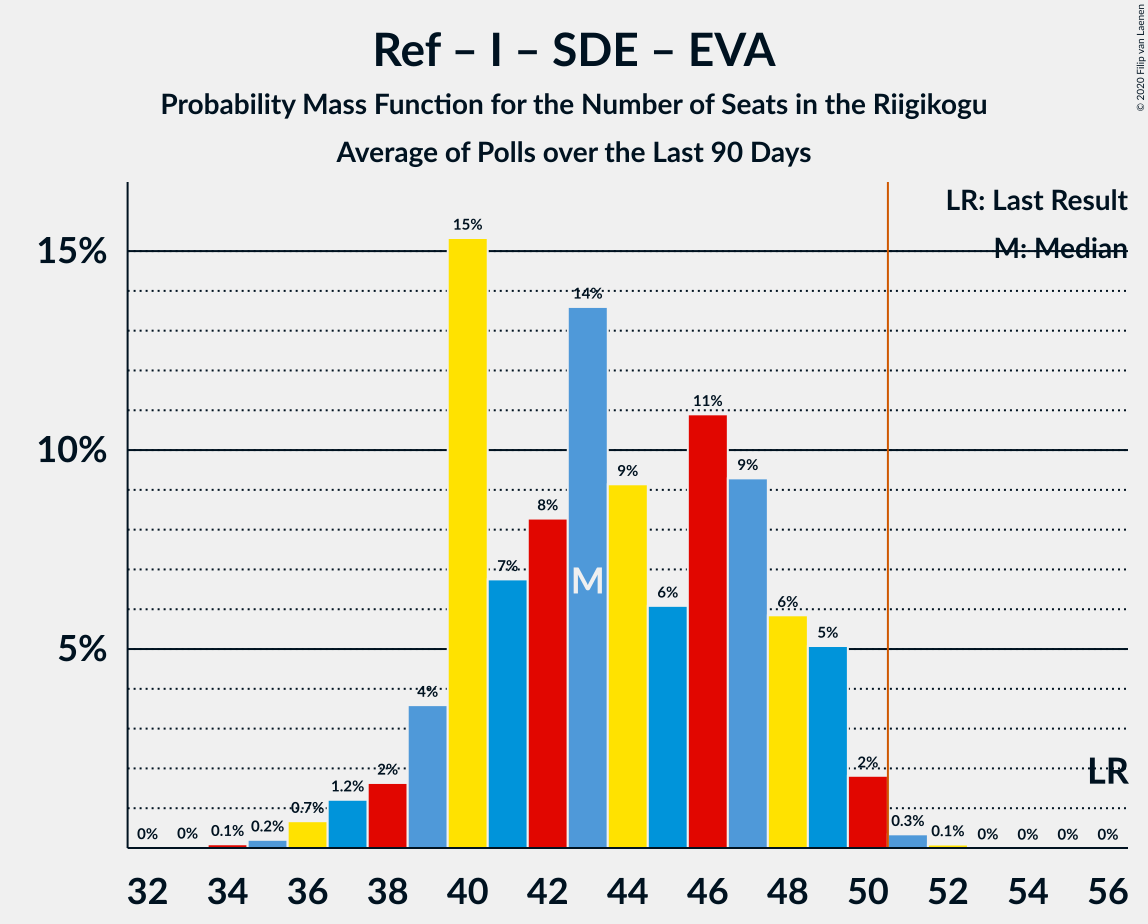 Ref – I – SDE – EVA
Probability Mass Function for the Number of Seats in the Riigikogu
Average of Polls over the Last 90 Days
© 2020 Filip van Laenen
LR: Last Result
M: Median
15%
10%
5%
0% 0% 0.1% 0.2% 0.7% 1.2% 2% 4% 15% 7% 8% 14% 9% 6% 11% 9% 6% 5% 2% 0.3% 0.1% 0% 0% 0% 0%
M
LR
32 34 36 38 40 42 44 46 48 50 52 54 56